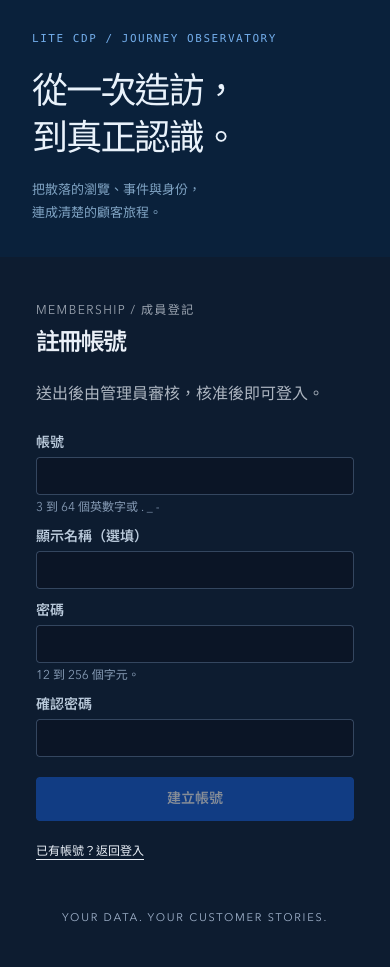 LITE CDP / JOURNEY OBSERVATORY
從一次造訪，
到真正認識。
把散落的瀏覽、事件與身份，
連成清楚的顧客旅程。
MEMBERSHIP / 成員登記
註冊帳號
送出後由管理員審核，核准後即可登入。
帳號
3 到 64 個英數字或 . _ -
顯示名稱（選填）
密碼
12 到 256 個字元。
確認密碼
建立帳號
已有帳號？返回登入
YOUR DATA. YOUR CUSTOMER STORIES.